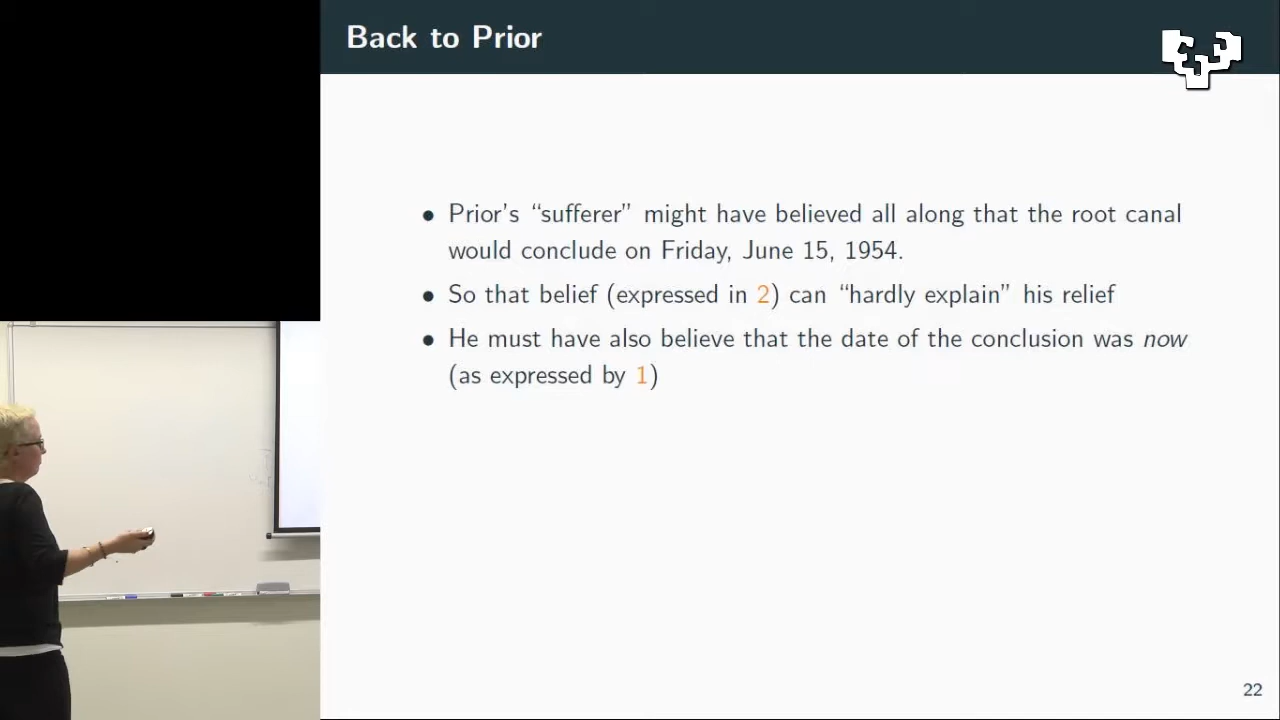 Back to Prior
• Prior's “sufferer” might have believed all along that the root canal
would conclude on Friday, June 15, 1954.
• So that belief (expressed in 2) can “hardly explain” his relief
• He must have also believe that the date of the conclusion was now
(as expressed by 1)
22